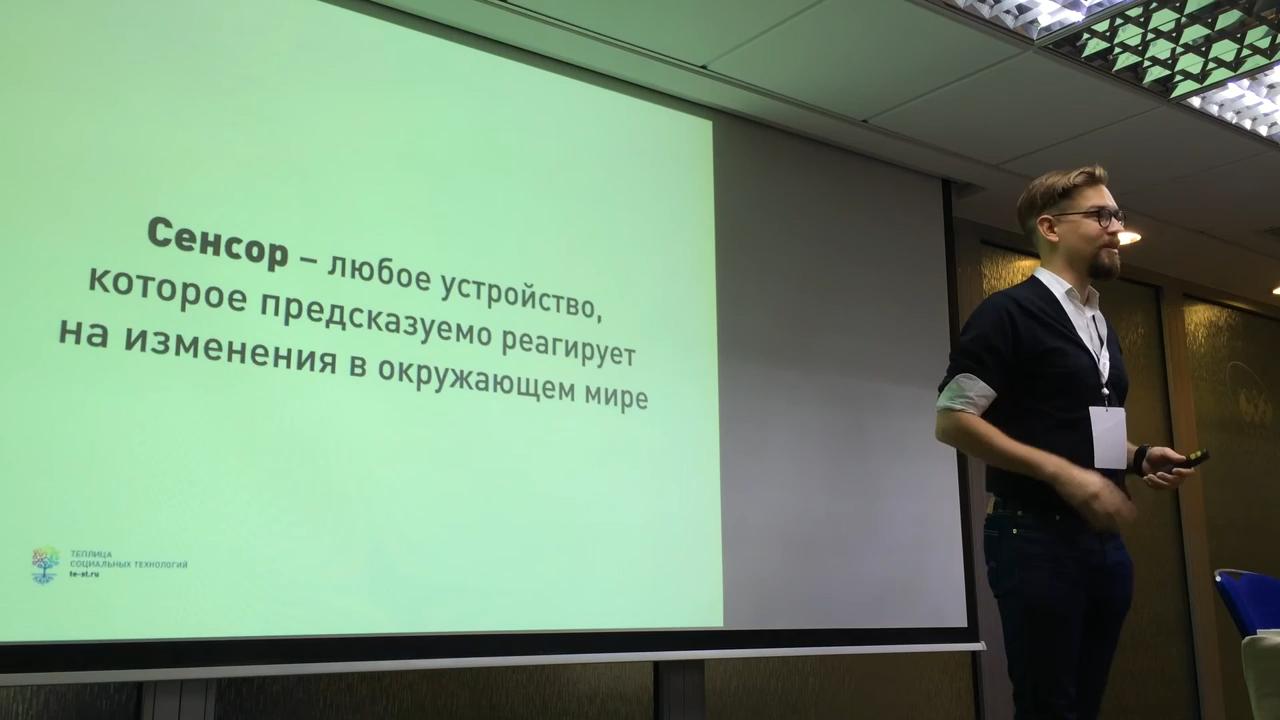 Сенсор – любое устройство,
которое предсказуемо реагирует
на изменения в окружающем мире
ТЕПЛИЦА
СОЦИАЛЬНЫХ ТЕХНОЛОГИЙ
te-st.ru